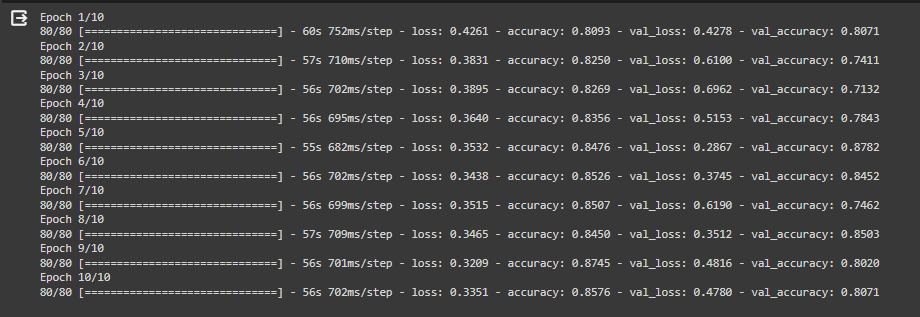 Epoch 1/10
80/80 [==============================] - 60s 752ms/step - loss: 0.4261 - accuracy: 0.8093 - val_loss: 0.4278 - val_accuracy: 0.8071
Epoch 2/10
80/80 [==============================] - 57s 710ms/step - loss: 0.3831 - accuracy: 0.8250 - val_loss: 0.6100 - val_accuracy: 0.7411
Epoch 3/10
80/80 [==============================] - 56s 702ms/step - loss: 0.3895 - accuracy: 0.8269 - val_loss: 0.6962 - val_accuracy: 0.7132
Epoch 4/10
80/80 [==============================] - 56s 695ms/step - loss: 0.3640 - accuracy: 0.8356 - val_loss: 0.5153 - val_accuracy: 0.7843
Epoch 5/10
80/80 [==============================] - 55s 682ms/step - loss: 0.3532 - accuracy: 0.8476 - val_loss: 0.2867 - val_accuracy: 0.8782
Epoch 6/10
80/80 [==============================] - 56s 702ms/step - loss: 0.3438 - accuracy: 0.8526 - val_loss: 0.3745 - val_accuracy: 0.8452
Epoch 7/10
80/80 [==============================] - 56s 699ms/step - loss: 0.3515 - accuracy: 0.8507 - val_loss: 0.6190 - val_accuracy: 0.7462
Epoch 8/10
80/80 [==============================] - 57s 709ms/step - loss: 0.3465 - accuracy: 0.8450 - val_loss: 0.3512 - val_accuracy: 0.8503
Epoch 9/10
80/80 [==============================] - 56s 701ms/step - loss: 0.3209 - accuracy: 0.8745 - val_loss: 0.4816 - val_accuracy: 0.8020
Epoch 10/10
80/80 [==============================] - 56s 702ms/step - loss: 0.3351 - accuracy: 0.8576 - val_loss: 0.4780 - val_accuracy: 0.8071